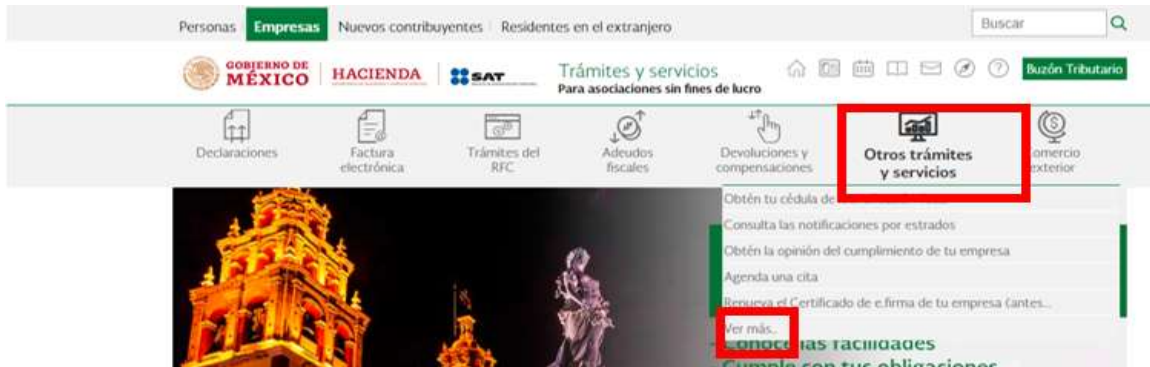 Personas Empresas Nuevos contribuyentes Residentes en el extranjero Buscar
GOBIERNO DE
MÉXICO HACIENDA SAT Trámites y servicios
Para asociaciones sin fines de lucro
Buzón Tributario
Declaraciones Factura electrónica Trámites del RFC Adeudos fiscales Devoluciones y compensaciones Otros trámites y servicios omercio exterior
Obtén tu cédula de
Consulta las notificaciones por estrados
Obtén la opinión del cumplimiento de tu empresa
Agenda una cita
Renueva el Certificado de e.firma de tu empresa (antes...
Ver más..
Conoce las facilidades
Cumple con tus obligaciones